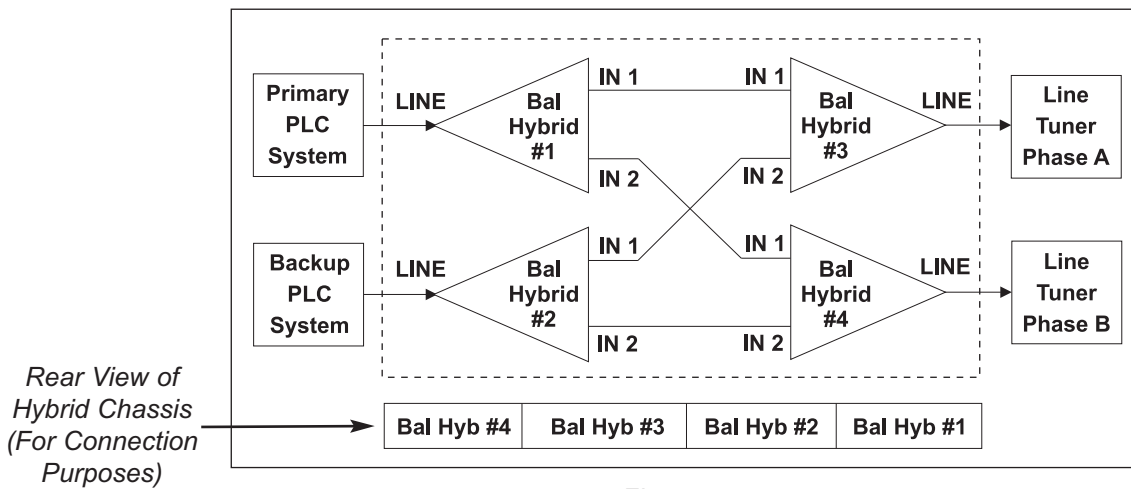 Primary
PLC
System
LINE
Bal
Hybrid
#1
IN 1
IN 2
IN 1
IN 2
Bal
Hybrid
#3
LINE
Line
Tuner
Phase A
Backup
PLC
System
LINE
Bal
Hybrid
#2
IN 1
IN 2
IN 1
IN 2
Bal
Hybrid
#4
LINE
Line
Tuner
Phase B
Rear View of
Hybrid Chassis
(For Connection
Purposes)
Bal Hyb #4
Bal Hyb #3
Bal Hyb #2
Bal Hyb #1